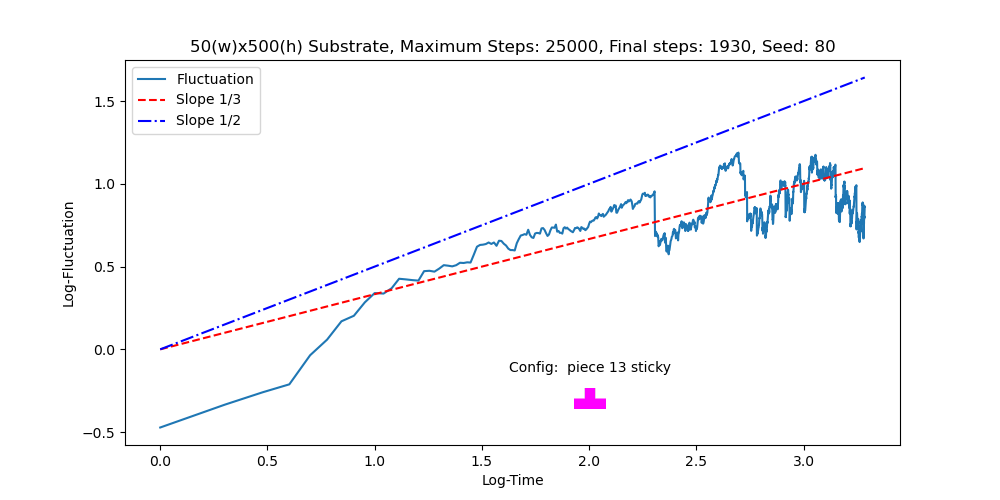 50(w)x500(h) Substrate, Maximum Steps: 25000, Final steps: 1930, Seed: 80
Fluctuation
Slope 1/3
Slope 1/2
1.5
1.0
0.5
0.0
−0.5
Log-Fluctuation
Config:  piece 13 sticky
0.0 0.5 1.0 1.5 2.0 2.5 3.0
Log-Time